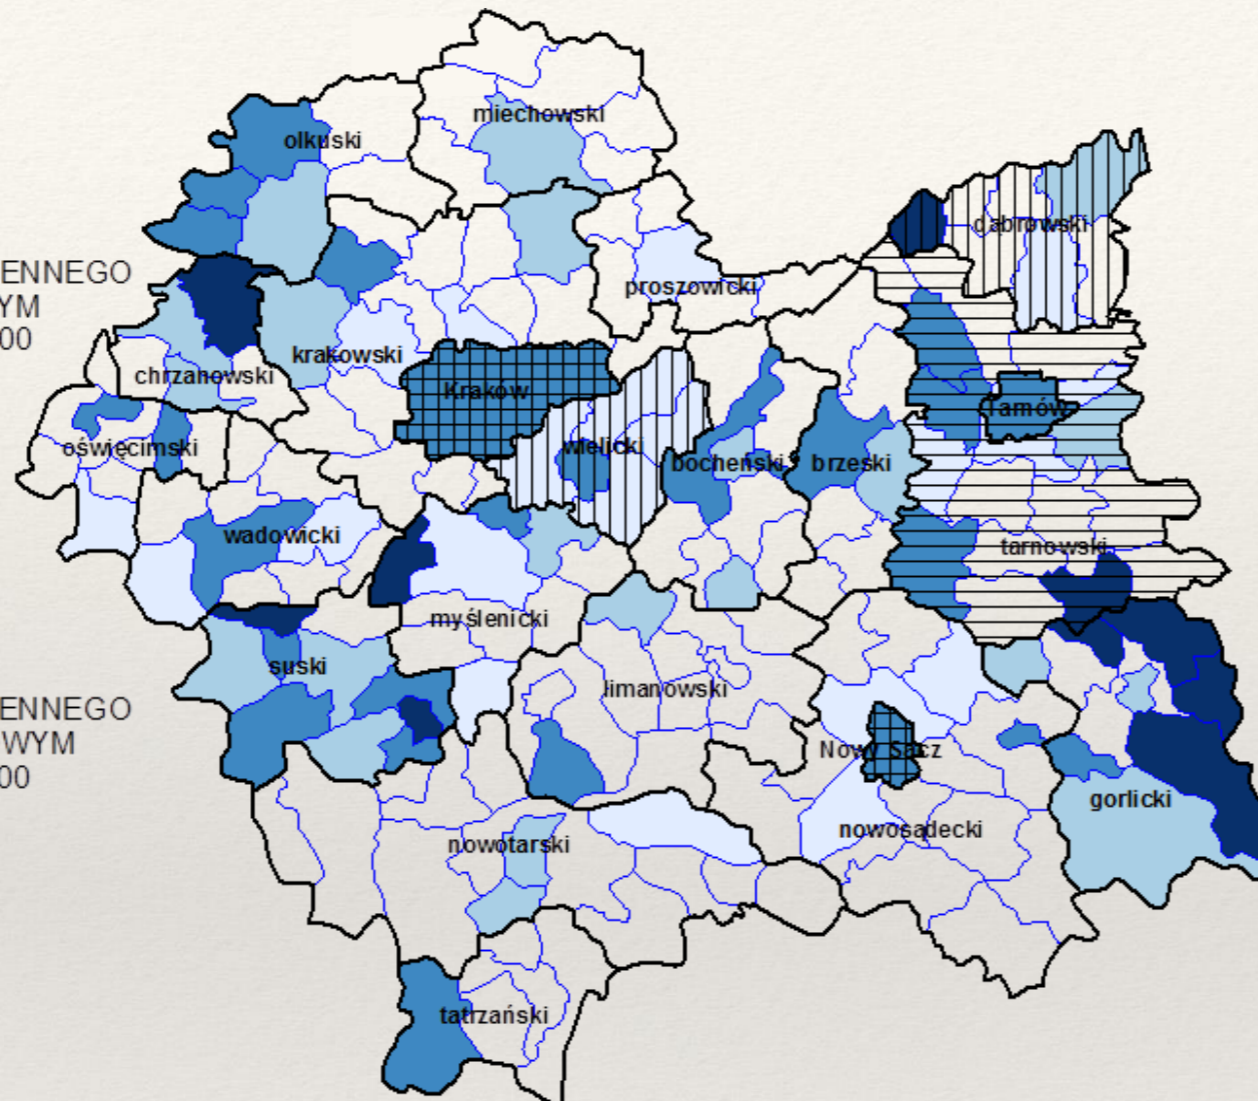 miechowski
olkuski
dąbrowski
ENNEGO
YM
00
proszowicki
krakowski
chrzanowski
Kraków
Tarnów
oświęcimski
wielicki
bocheński
brzeski
wadowicki
tarnowski
myślenicki
suski
limanowski
ENNEGO
WYM
00
Nowy Sącz
gorlicki
nowotarski
nowosądecki
tatrzański